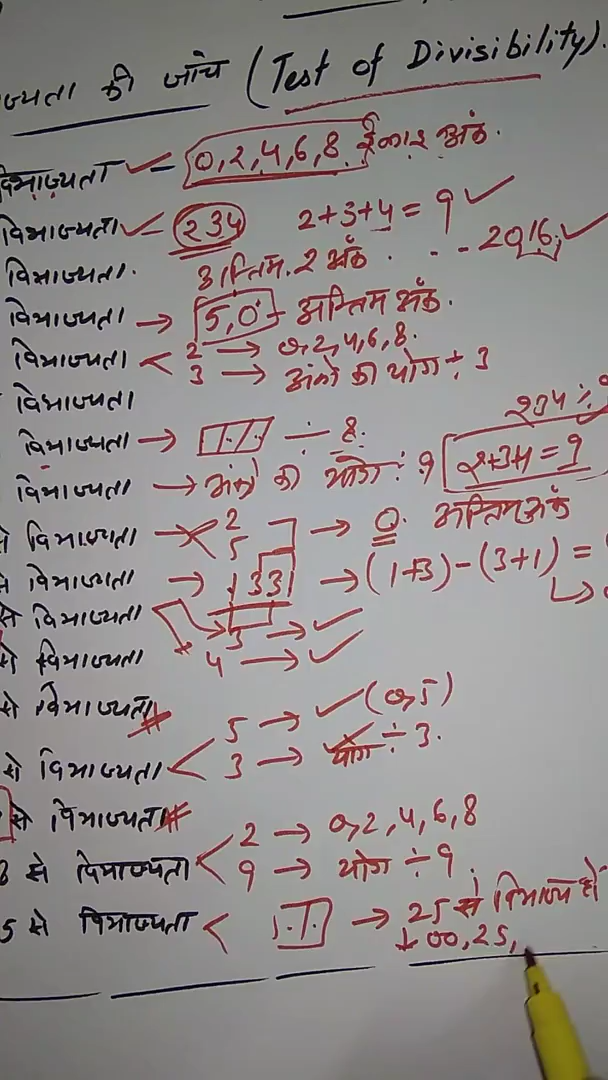 ज्यता की जाँच (Test of Divisibility).
विभाज्यता ✓ – 0,2,4,6,8 ईकाई अंक.
विभाज्यता ✓ – 234 2+3+4 = 9 ✓
विभाज्यता. अन्तिम 2 अंक. - - 2016 ✓
विभाज्यता → 5,0 – अन्तिम अंक.
विभाज्यता < 2 → 0,2,4,6,8.
3 → अंको का योग ÷ 3
विभाज्यता
234
विभाज्यता → ÷ 8.
विभाज्यता → अंको का योग ÷ 9 2+3+4 = 9
से विभाज्यता 2 5 → 0 अन्तिम अंक
से विभाज्यता → 1331 → (1+3) – (3+1) =
से विभाज्यता 3 → ✓
से विभाज्यता 4 → ✓
से विभाज्यता #
5 → ✓ (0,5)
से विभाज्यता < 3 → योग ÷ 3.
से विभाज्यता #
2 → 0,2,4,6,8
8 से विभाज्यता < 9 → योग ÷ 9.
5 से विभाज्यता < → 25 से विभाज्य हो
00,25,